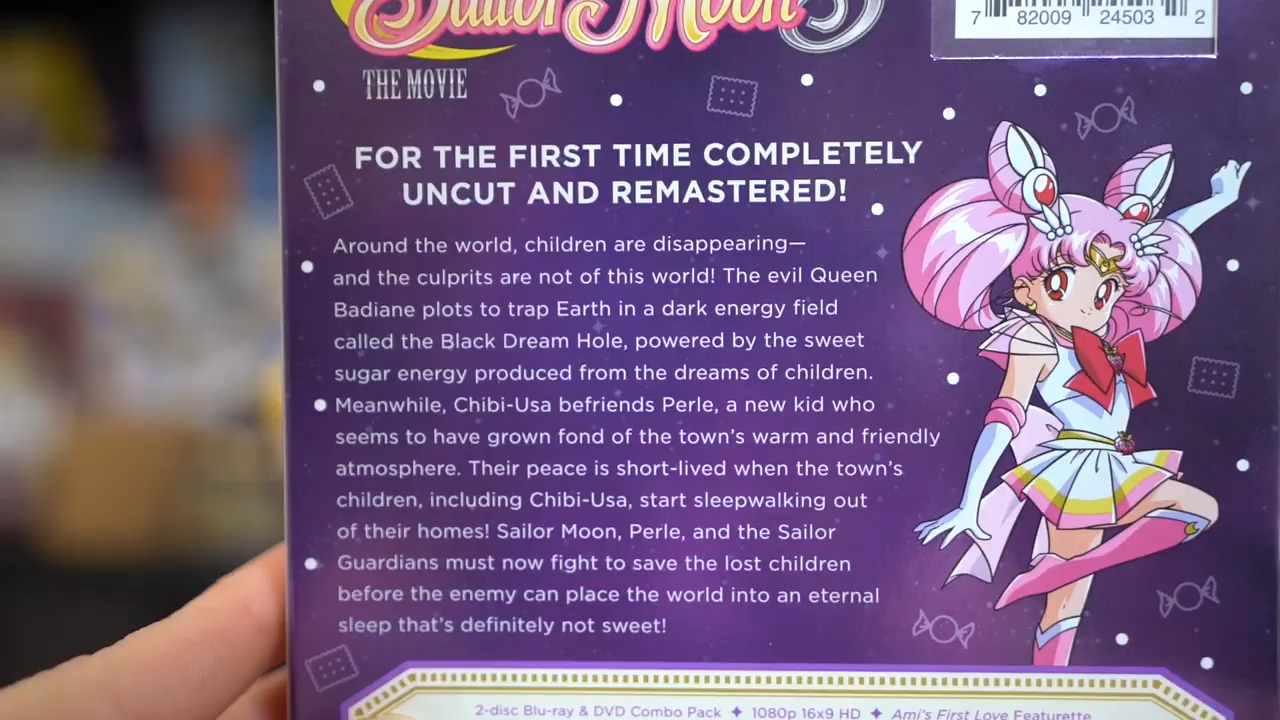 Sailor Moon S
7 82009 24503 2
THE MOVIE
FOR THE FIRST TIME COMPLETELY
UNCUT AND REMASTERED!
Around the world, children are disappearing—
and the culprits are not of this world! The evil Queen
Badiane plots to trap Earth in a dark energy field
called the Black Dream Hole, powered by the sweet
sugar energy produced from the dreams of children.
Meanwhile, Chibi-Usa befriends Perle, a new kid who
seems to have grown fond of the town's warm and friendly
atmosphere. Their peace is short-lived when the town's
children, including Chibi-Usa, start sleepwalking out
of their homes! Sailor Moon, Perle, and the Sailor
Guardians must now fight to save the lost children
before the enemy can place the world into an eternal
sleep that's definitely not sweet!
2-disc Blu-ray & DVD Combo Pack ✦ 1080p 16x9 HD ✦ Ami's First Love Featurette